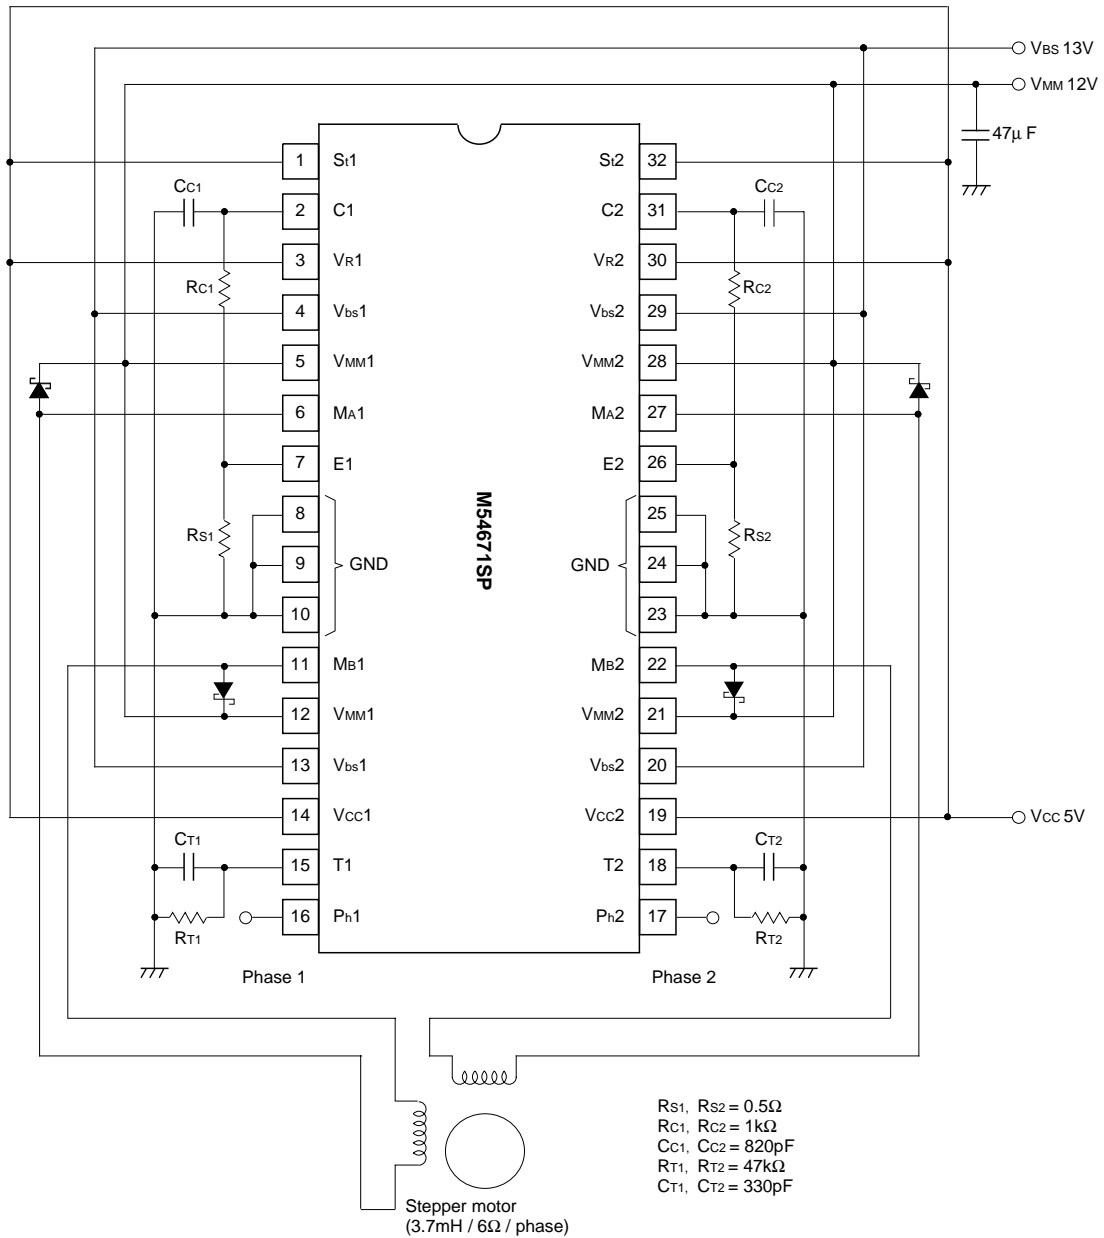 VBS 13V
VMM 12V
47μ F
1 St1 St2 32
CC1 CC2
2 C1 C2 31
3 VR1 VR2 30
RC1 RC2
4 Vbs1 Vbs2 29
5 VMM1 VMM2 28
6 MA1 MA2 27
7 E1 E2 26
8 25
RS1 RS2
9 GND M54671SP GND 24
10 23
11 MB1 MB2 22
12 VMM1 VMM2 21
13 Vbs1 Vbs2 20
14 VCC1 VCC2 19 VCC 5V
CT1 CT2
15 T1 T2 18
16 Ph1 Ph2 17
RT1 RT2
Phase 1 Phase 2
RS1, RS2 = 0.5Ω
RC1, RC2 = 1kΩ
CC1, CC2 = 820pF
RT1, RT2 = 47kΩ
CT1, CT2 = 330pF
Stepper motor
(3.7mH / 6Ω / phase)